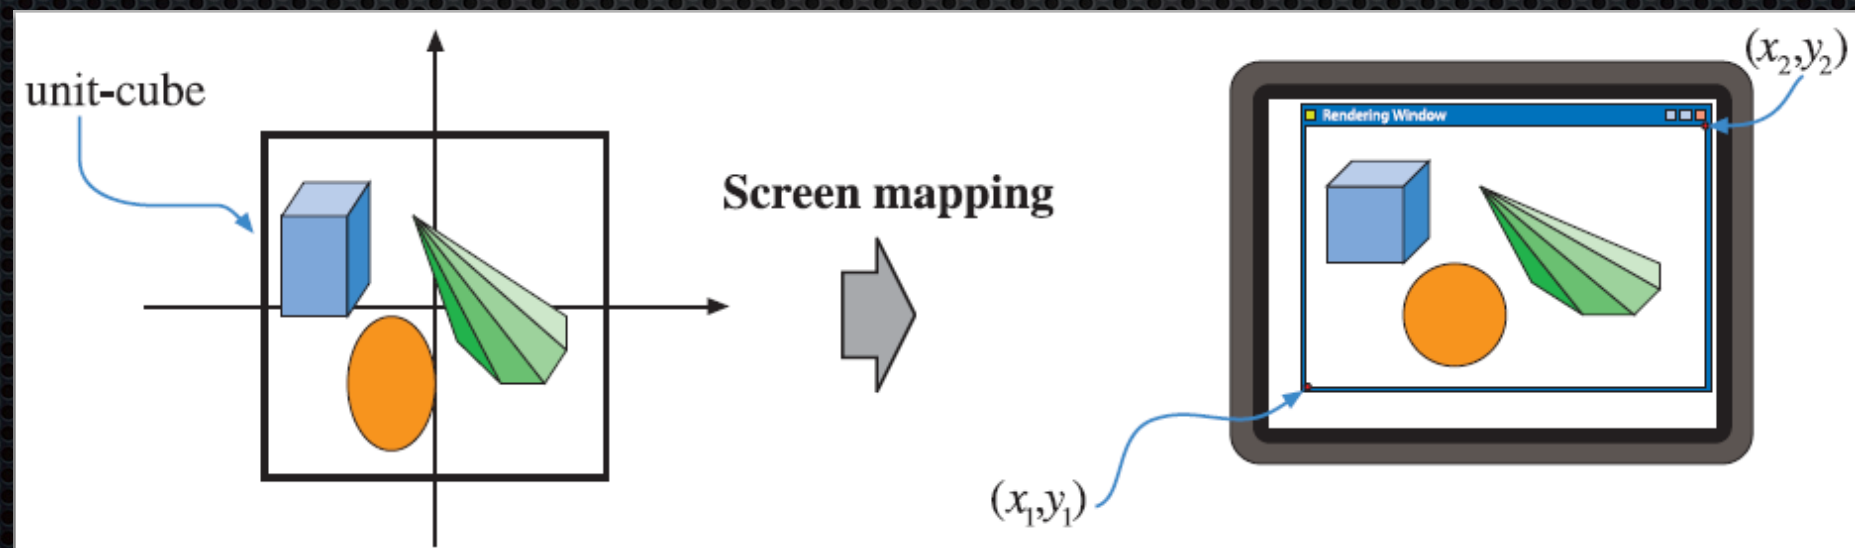 unit-cube
Screen mapping
Rendering Window
(x₂,y₂)
(x₁,y₁)